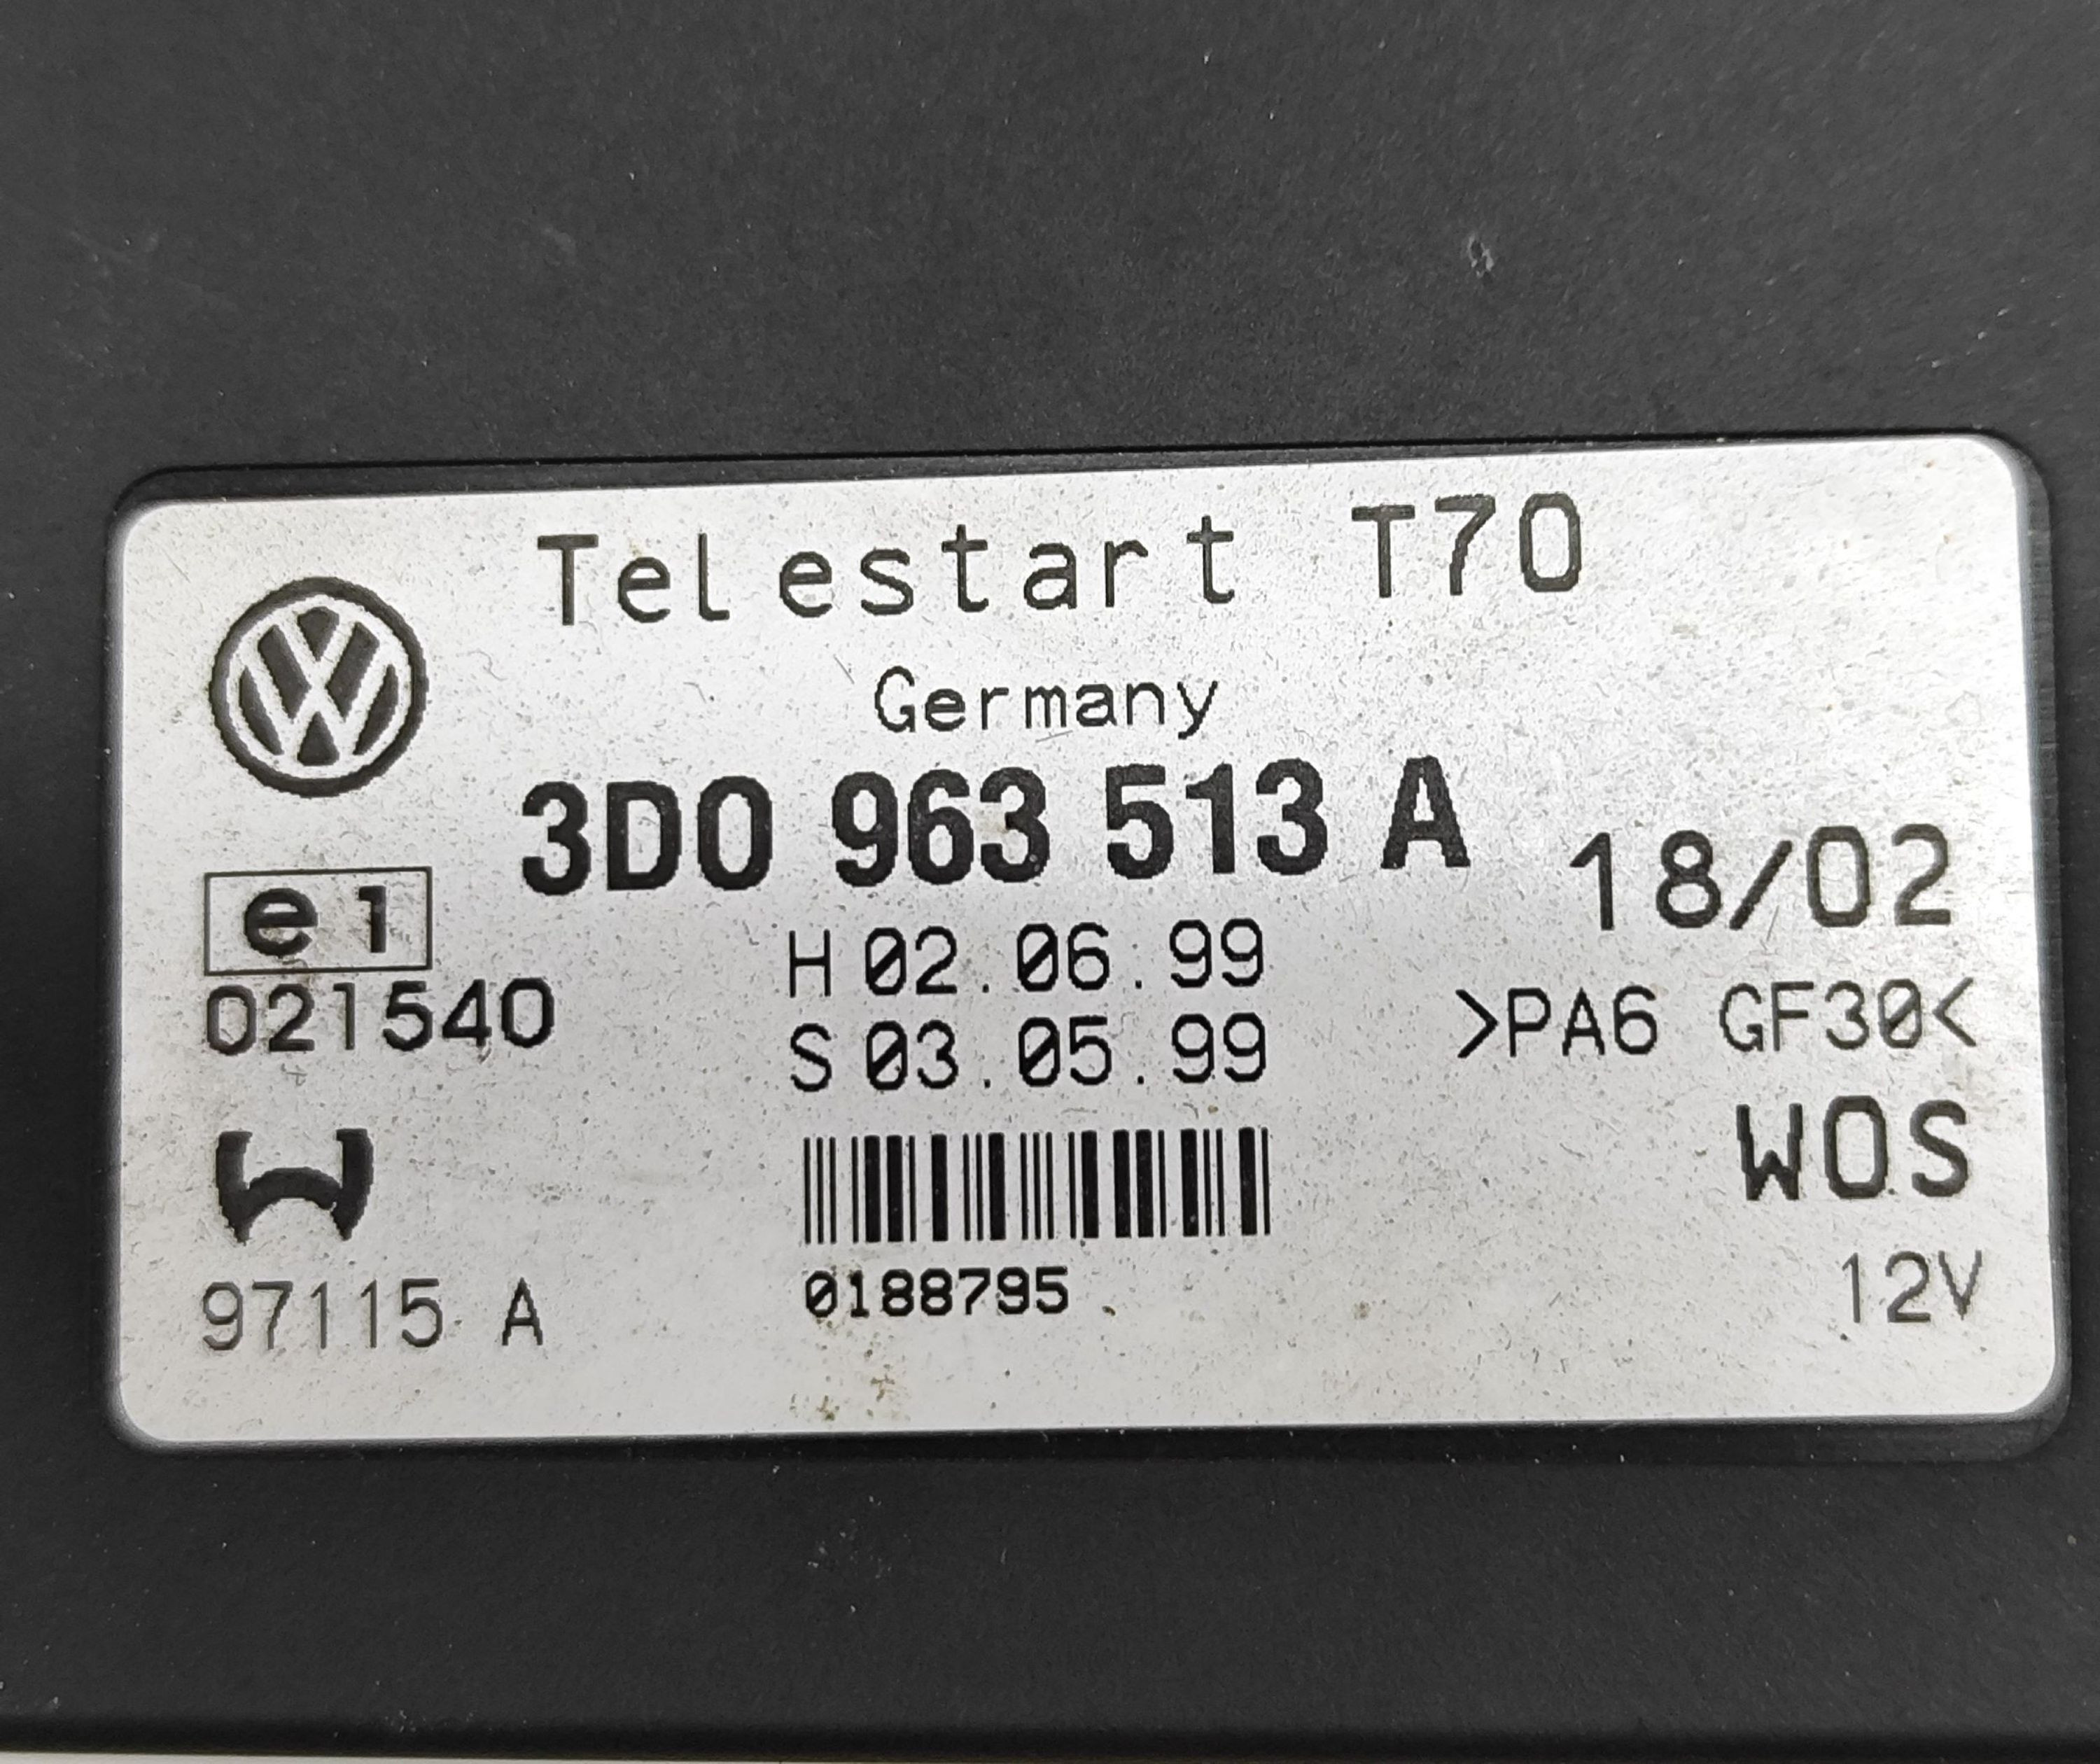 Telestart T70
Germany
3D0 963 513 A
18/02
e1
021540
H 02.06.99
S 03.05.99
>PA6 GF30<
WOS
97115 A
0188795
12V